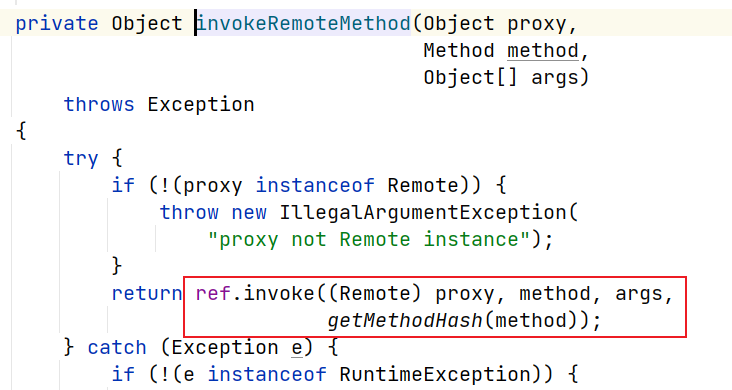 private Object invokeRemoteMethod(Object proxy,
Method method,
Object[] args)
throws Exception
{
try {
if (!(proxy instanceof Remote)) {
throw new IllegalArgumentException(
"proxy not Remote instance");
}
return ref.invoke((Remote) proxy, method, args,
getMethodHash(method));
} catch (Exception e) {
if (!(e instanceof RuntimeException)) {